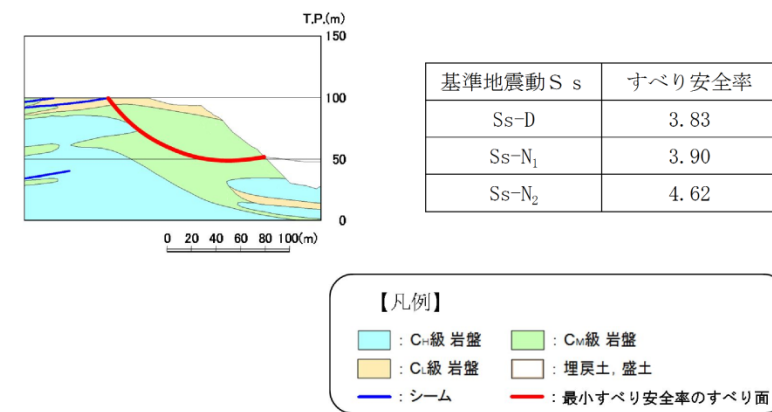 T.P.(m)
150
100
50
0
0 20 40 60 80 100(m)
基準地震動Ｓｓ すべり安全率
Ss-D 3.83
Ss-N₁ 3.90
Ss-N₂ 4.62
【凡例】
：CH級 岩盤 ：CM級 岩盤
：CL級 岩盤 ：埋戻土，盛土
：シーム ：最小すべり安全率のすべり面